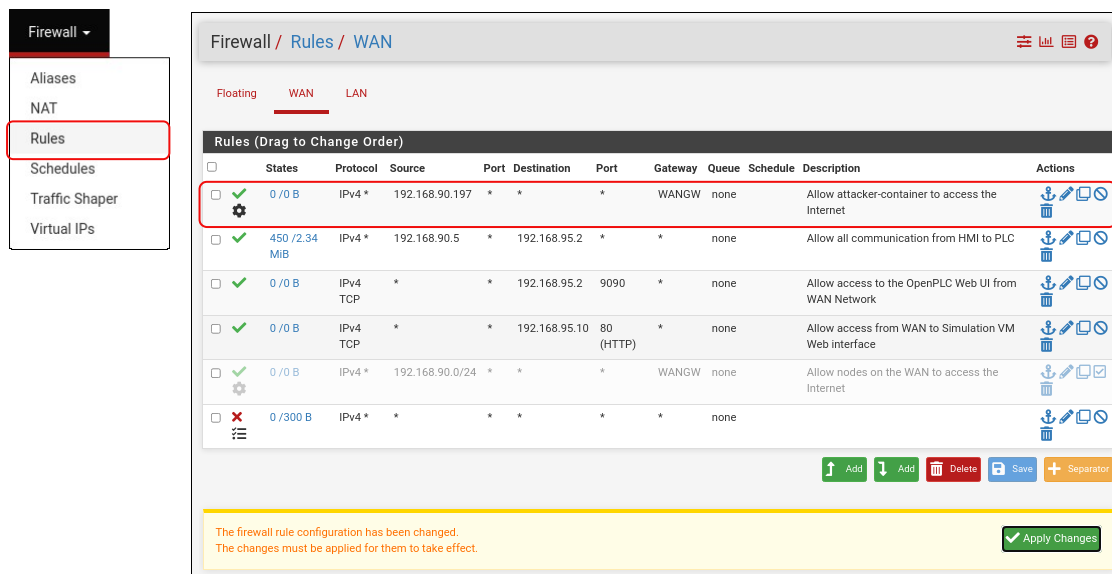 Firewall
Aliases
NAT
Rules
Schedules
Traffic Shaper
Virtual IPs
Firewall / Rules / WAN
Floating WAN LAN
Rules (Drag to Change Order)
States Protocol Source Port Destination Port Gateway Queue Schedule Description Actions
0 /0 B IPv4 * 192.168.90.197 * * * WANGW none Allow attacker-container to access the
Internet
450 /2.34 IPv4 * 192.168.90.5 * 192.168.95.2 * * none Allow all communication from HMI to PLC
MiB
0 /0 B IPv4 * * 192.168.95.2 9090 * none Allow access to the OpenPLC Web UI from
TCP WAN Network
0 /0 B IPv4 * * 192.168.95.10 80 * none Allow access from WAN to Simulation VM
TCP (HTTP) Web interface
0 /0 B IPv4 * 192.168.90.0/24 * * * WANGW none Allow nodes on the WAN to access the
Internet
0 /300 B IPv4 * * * * * * none
Add Add Delete Save Separator
The firewall rule configuration has been changed.
The changes must be applied for them to take effect.
Apply Changes